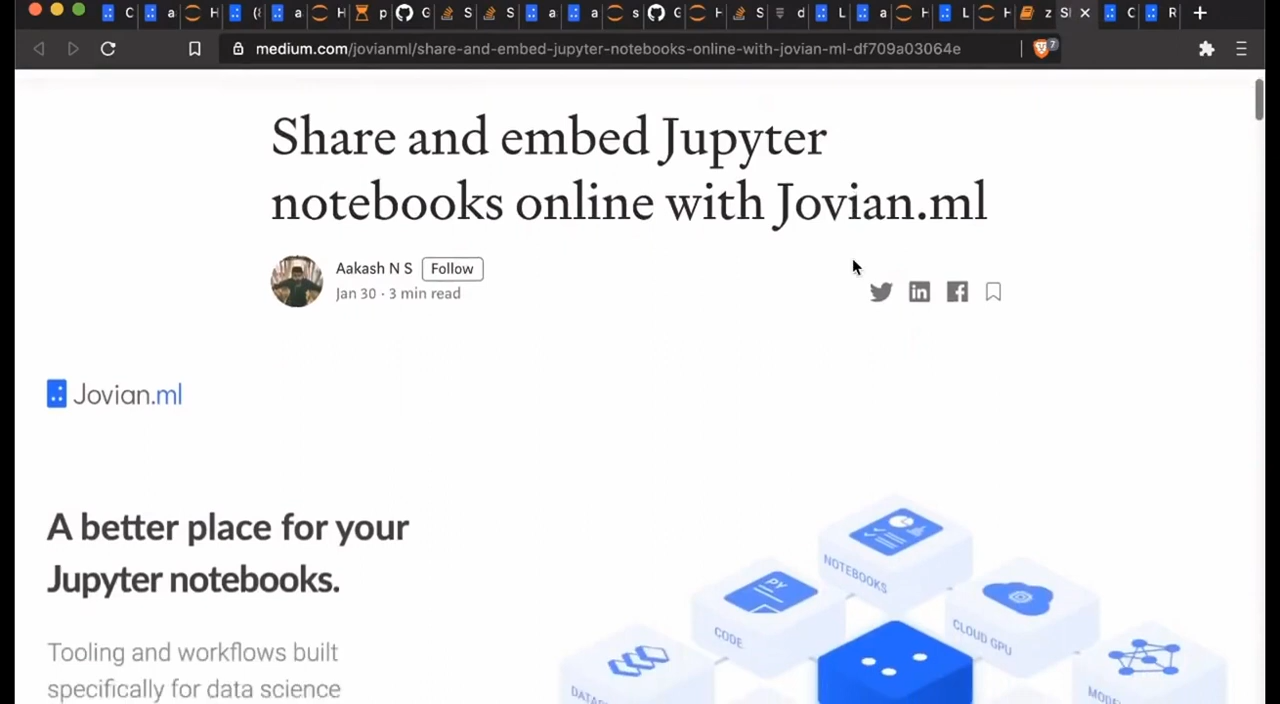 medium.com/jovianml/share-and-embed-jupyter-notebooks-online-with-jovian-ml-df709a03064e
7
Share and embed Jupyter
notebooks online with Jovian.ml
Aakash N S Follow
Jan 30 · 3 min read
Jovian.ml
A better place for your
Jupyter notebooks.
Tooling and workflows built
specifically for data science
NOTEBOOKS
PY
CODE
CLOUD GPU